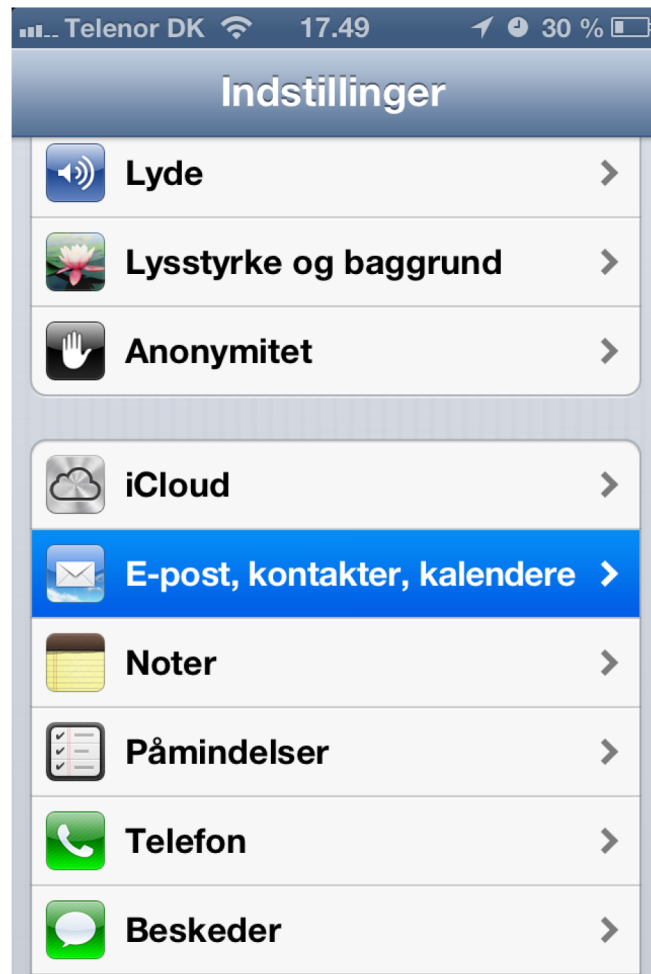 Telenor DK 17.49 30 %
Indstillinger
Lyde
Lysstyrke og baggrund
Anonymitet
iCloud
E-post, kontakter, kalendere
Noter
Påmindelser
Telefon
Beskeder